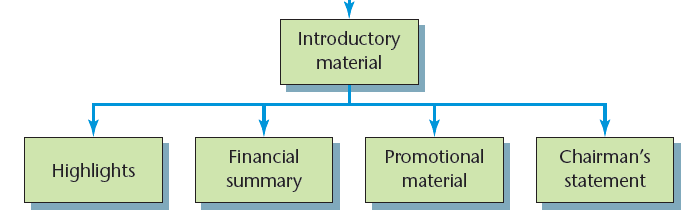 Introductory
material
Highlights
Financial
summary
Promotional
material
Chairman's
statement